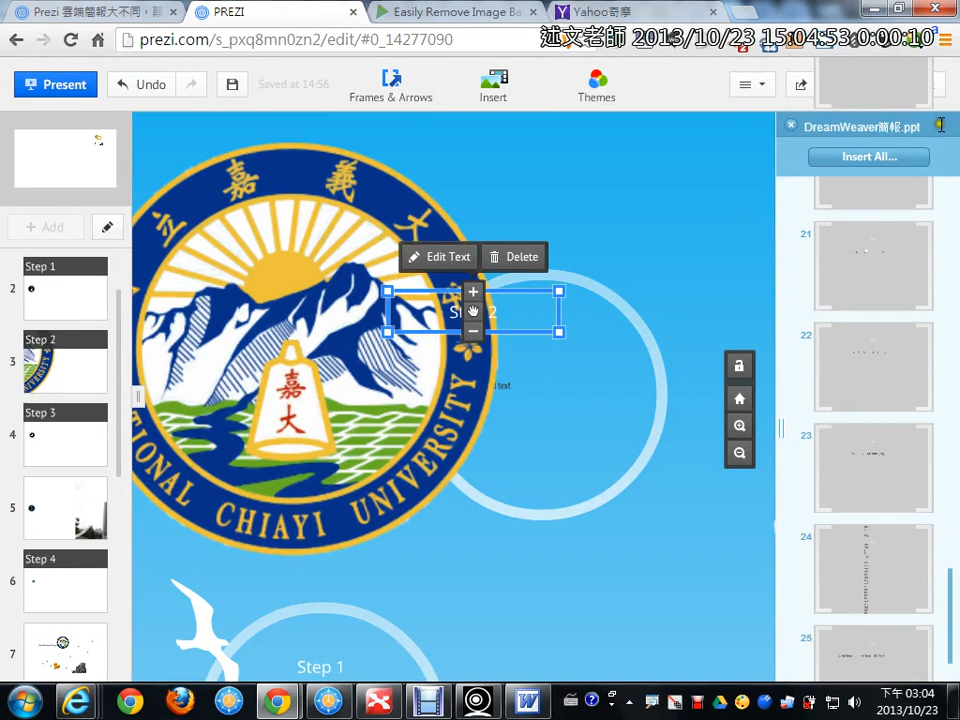 Prezi 雲端簡報大不同，
PREZI
Easily Remove Image Ba
Yahoo奇摩
prezi.com/s_pxq8mn0zn2/edit/#0_14277090
述文老師 2013/10/23 15:04:53 0:00:10
Present
Undo
Saved at 14:56
Frames & Arrows
Insert
Themes
DreamWeaver簡報.ppt
Insert All...
Add
Step 1
2
Step 2
3
Step 3
4
5
Step 4
6
7
立 嘉 義 大
嘉
大
TIONAL CHIAYI UNIVERSITY
Edit Text
Delete
2
text
Step 1
21
22
23
24
25
下午 03:04
2013/10/23